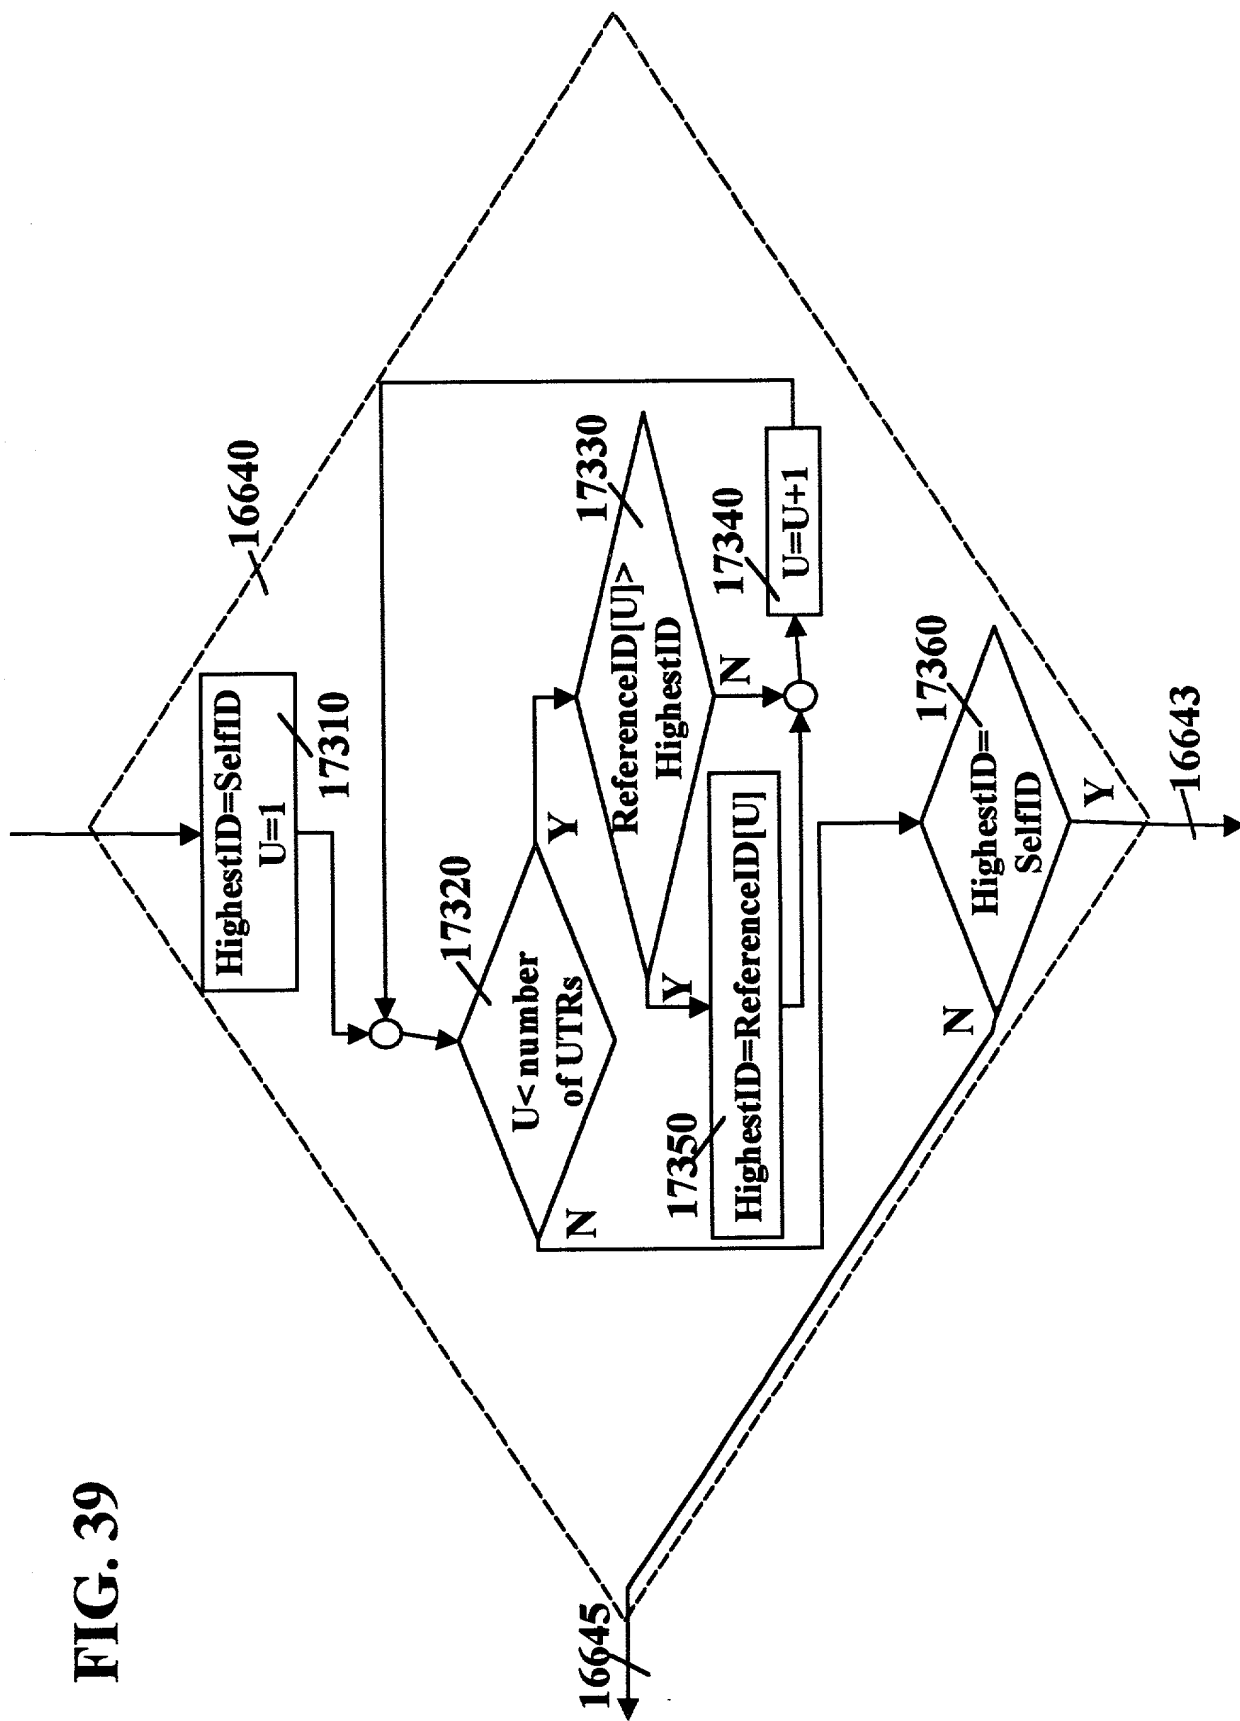 FIG. 39
16640
HighestID=SelfID
U=1
17310
17320
U<number
of UTRs
Y
N
17330
ReferenceID[U]>
HighestID
Y
N
17340
U=U+1
17350
HighestID=ReferenceID[U]
17360
HighestID=
SelfID
N
Y
16645
16643